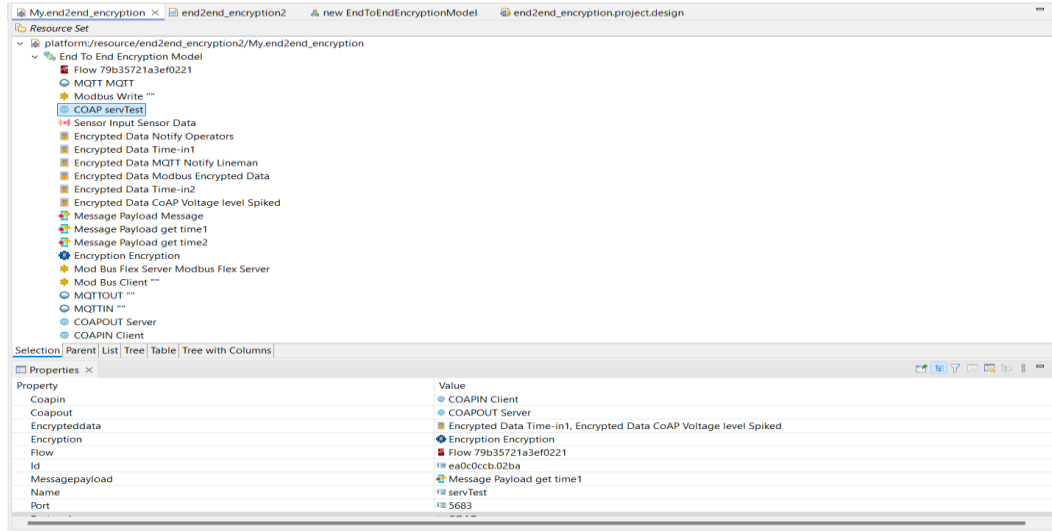 My.end2end_encryption end2end_encryption2 new EndToEndEncryptionModel end2end_encryption.project.design
Resource Set
platform:/resource/end2end_encryption2/My.end2end_encryption
End To End Encryption Model
Flow 79b35721a3ef0221
MQTT MQTT
Modbus Write ""
COAP servTest
Sensor Input Sensor Data
Encrypted Data Notify Operators
Encrypted Data Time-in1
Encrypted Data MQTT Notify Lineman
Encrypted Data Modbus Encrypted Data
Encrypted Data Time-in2
Encrypted Data CoAP Voltage level Spiked
Message Payload Message
Message Payload get time1
Message Payload get time2
Encryption Encryption
Mod Bus Flex Server Modbus Flex Server
Mod Bus Client ""
MQTTOUT ""
MQTTIN ""
COAPOUT Server
COAPIN Client
Selection Parent List Tree Table Tree with Columns
Properties
Property Value
Coapin COAPIN Client
Coapout COAPOUT Server
Encrypteddata Encrypted Data Time-in1, Encrypted Data CoAP Voltage level Spiked
Encryption Encryption Encryption
Flow Flow 79b35721a3ef0221
Id ea0c0ccb.02ba
Messagepayload Message Payload get time1
Name servTest
Port 5683